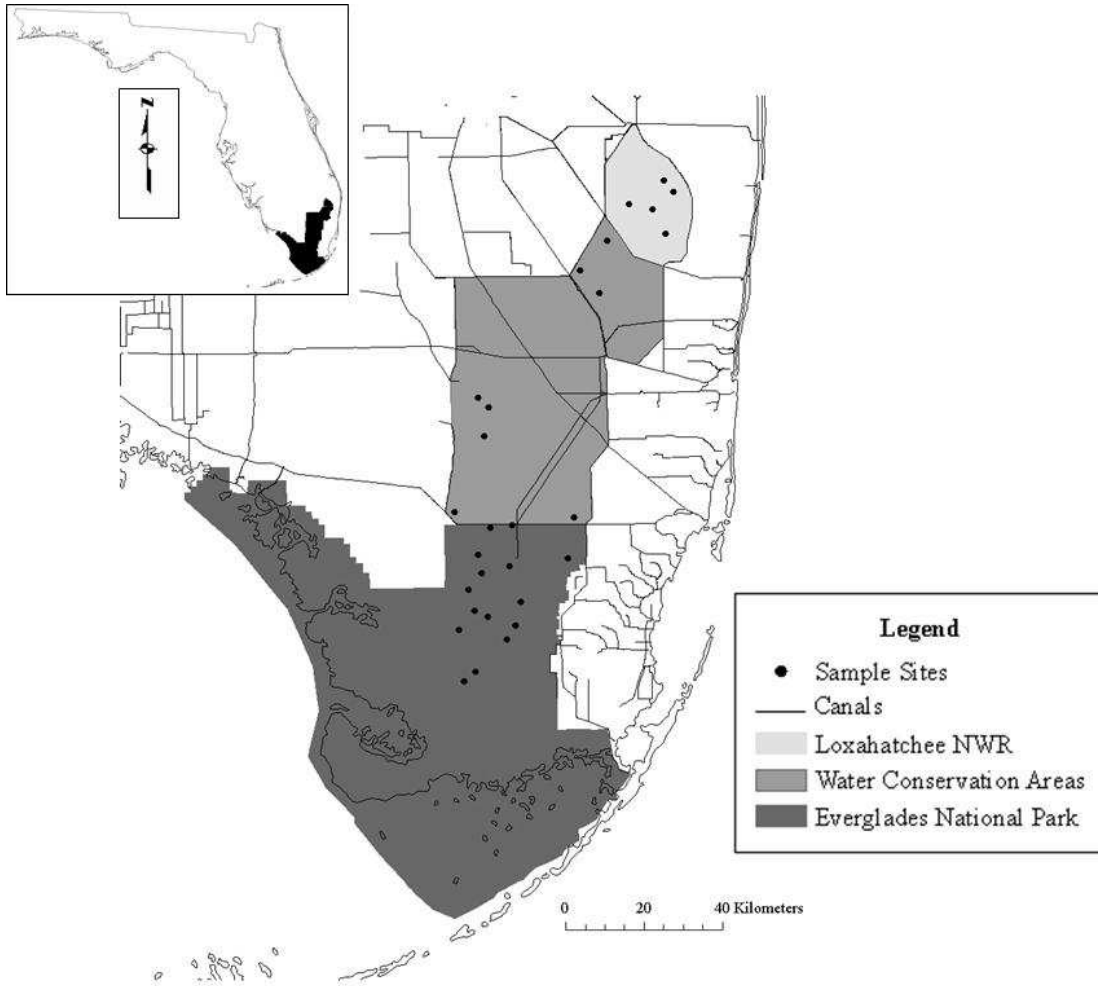 N
Legend
Sample Sites
Canals
Loxahatchee NWR
Water Conservation Areas
Everglades National Park
0 20 40 Kilometers